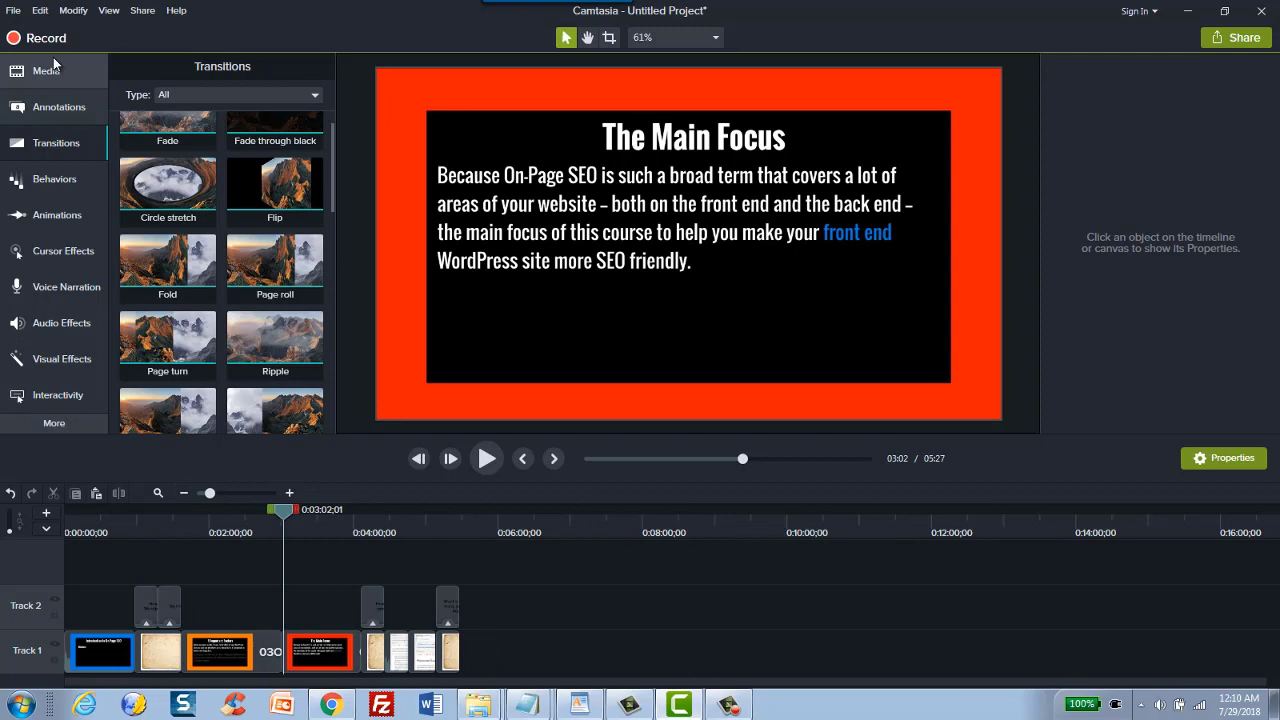 File Edit Modify View Share Help
Camtasia - Untitled Project*
Sign In
Record
61%
Share
Media
Annotations
Transitions
Behaviors
Animations
Cursor Effects
Voice Narration
Audio Effects
Visual Effects
Interactivity
More
Transitions
Type: All
Fade Fade through black
Circle stretch Flip
Fold Page roll
Page turn Ripple
The Main Focus
Because On-Page SEO is such a broad term that covers a lot of
areas of your website – both on the front end and the back end –
the main focus of this course to help you make your front end
WordPress site more SEO friendly.
Click an object on the timeline
or canvas to show its Properties.
03:02 / 05:27
Properties
0:03:02;01
0:00:00;00 0:02:00;00 0:04:00;00 0:06:00;00 0:08:00;00 0:10:00;00 0:12:00;00 0:14:00;00 0:16:00;00
Track 2
Track
030
The Main Focus
100%
12:10 AM
7/29/2018